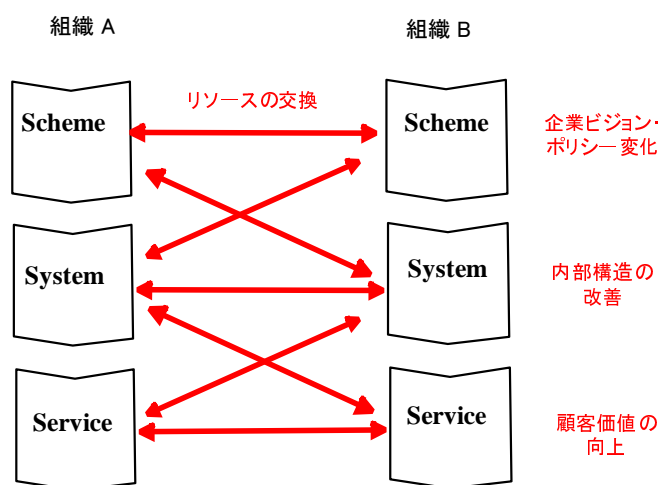 組織 A
組織 B
リソースの交換
Scheme
Scheme
企業ビジョン・
ポリシー変化
System
System
内部構造の
改善
Service
Service
顧客価値の
向上